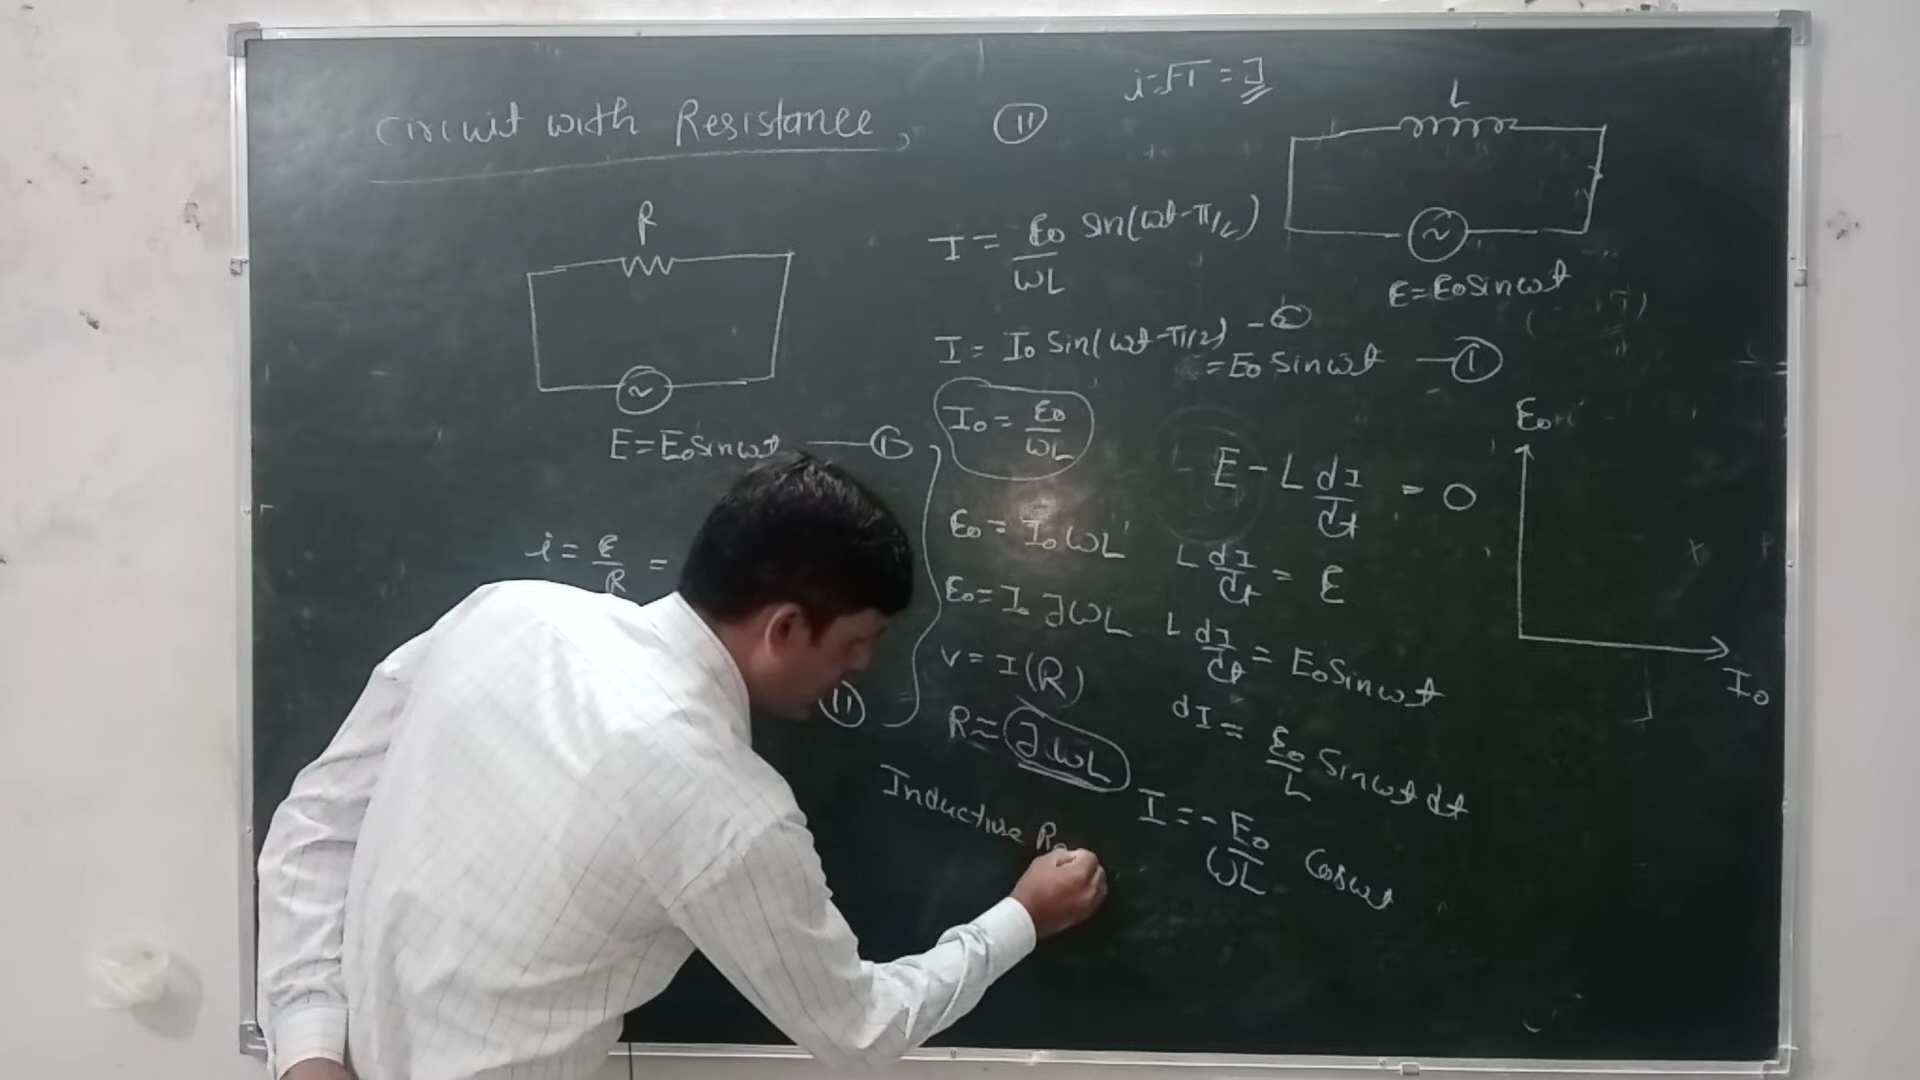 Circuit with Resistance,
R
E=E₀sinωt —①
i = E/R =
⑪
⑪
i=√-1 = J
I = E₀/ωL sin(ωt-π/2)
I = I₀ Sin(ωt-π/2) -②
I₀ = E₀/ωL
E₀ = I₀ωL
E₀ = I₀ JωL
V = I(R)
R = JωL
Inductive
L
E=E₀sinωt
=E₀ Sinωt —①
E - L dI/dt = 0
L dI/dt = E
L dI/dt = E₀Sinωt
dI = E₀/L Sinωt dt
I = - E₀/ωL Cosωt
E₀
I₀